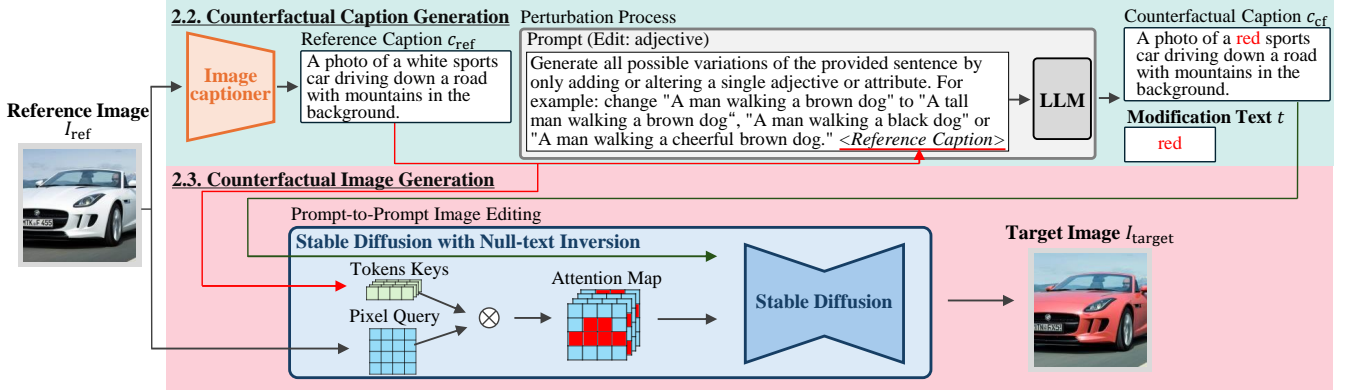 2.2. Counterfactual Caption Generation
Perturbation Process
Counterfactual Caption c_cf
Reference Caption c_ref
Prompt (Edit: adjective)
Image
captioner
A photo of a white sports
car driving down a road
with mountains in the
background.
Generate all possible variations of the provided sentence by
only adding or altering a single adjective or attribute. For
example: change "A man walking a brown dog" to "A tall
man walking a brown dog“, "A man walking a black dog" or
"A man walking a cheerful brown dog." <Reference Caption>
LLM
A photo of a red sports
car driving down a road
with mountains in the
background.
Modification Text t
red
Reference Image
I_ref
2.3. Counterfactual Image Generation
Prompt-to-Prompt Image Editing
Stable Diffusion with Null-text Inversion
Tokens Keys
Pixel Query
Attention Map
Stable Diffusion
Target Image I_target